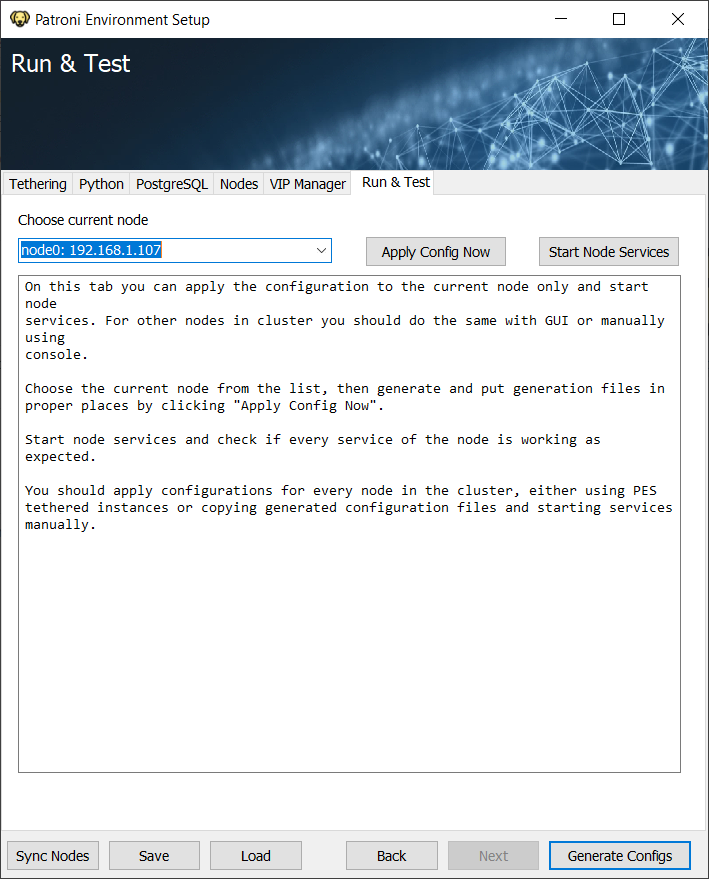 Patroni Environment Setup
Run & Test
Tethering Python PostgreSQL Nodes VIP Manager Run & Test
Choose current node
node0: 192.168.1.107 Apply Config Now Start Node Services
On this tab you can apply the configuration to the current node only and start
node
services. For other nodes in cluster you should do the same with GUI or manually
using
console.
Choose the current node from the list, then generate and put generation files in
proper places by clicking "Apply Config Now".
Start node services and check if every service of the node is working as
expected.
You should apply configurations for every node in the cluster, either using PES
tethered instances or copying generated configuration files and starting services
manually.
Sync Nodes Save Load Back Next Generate Configs